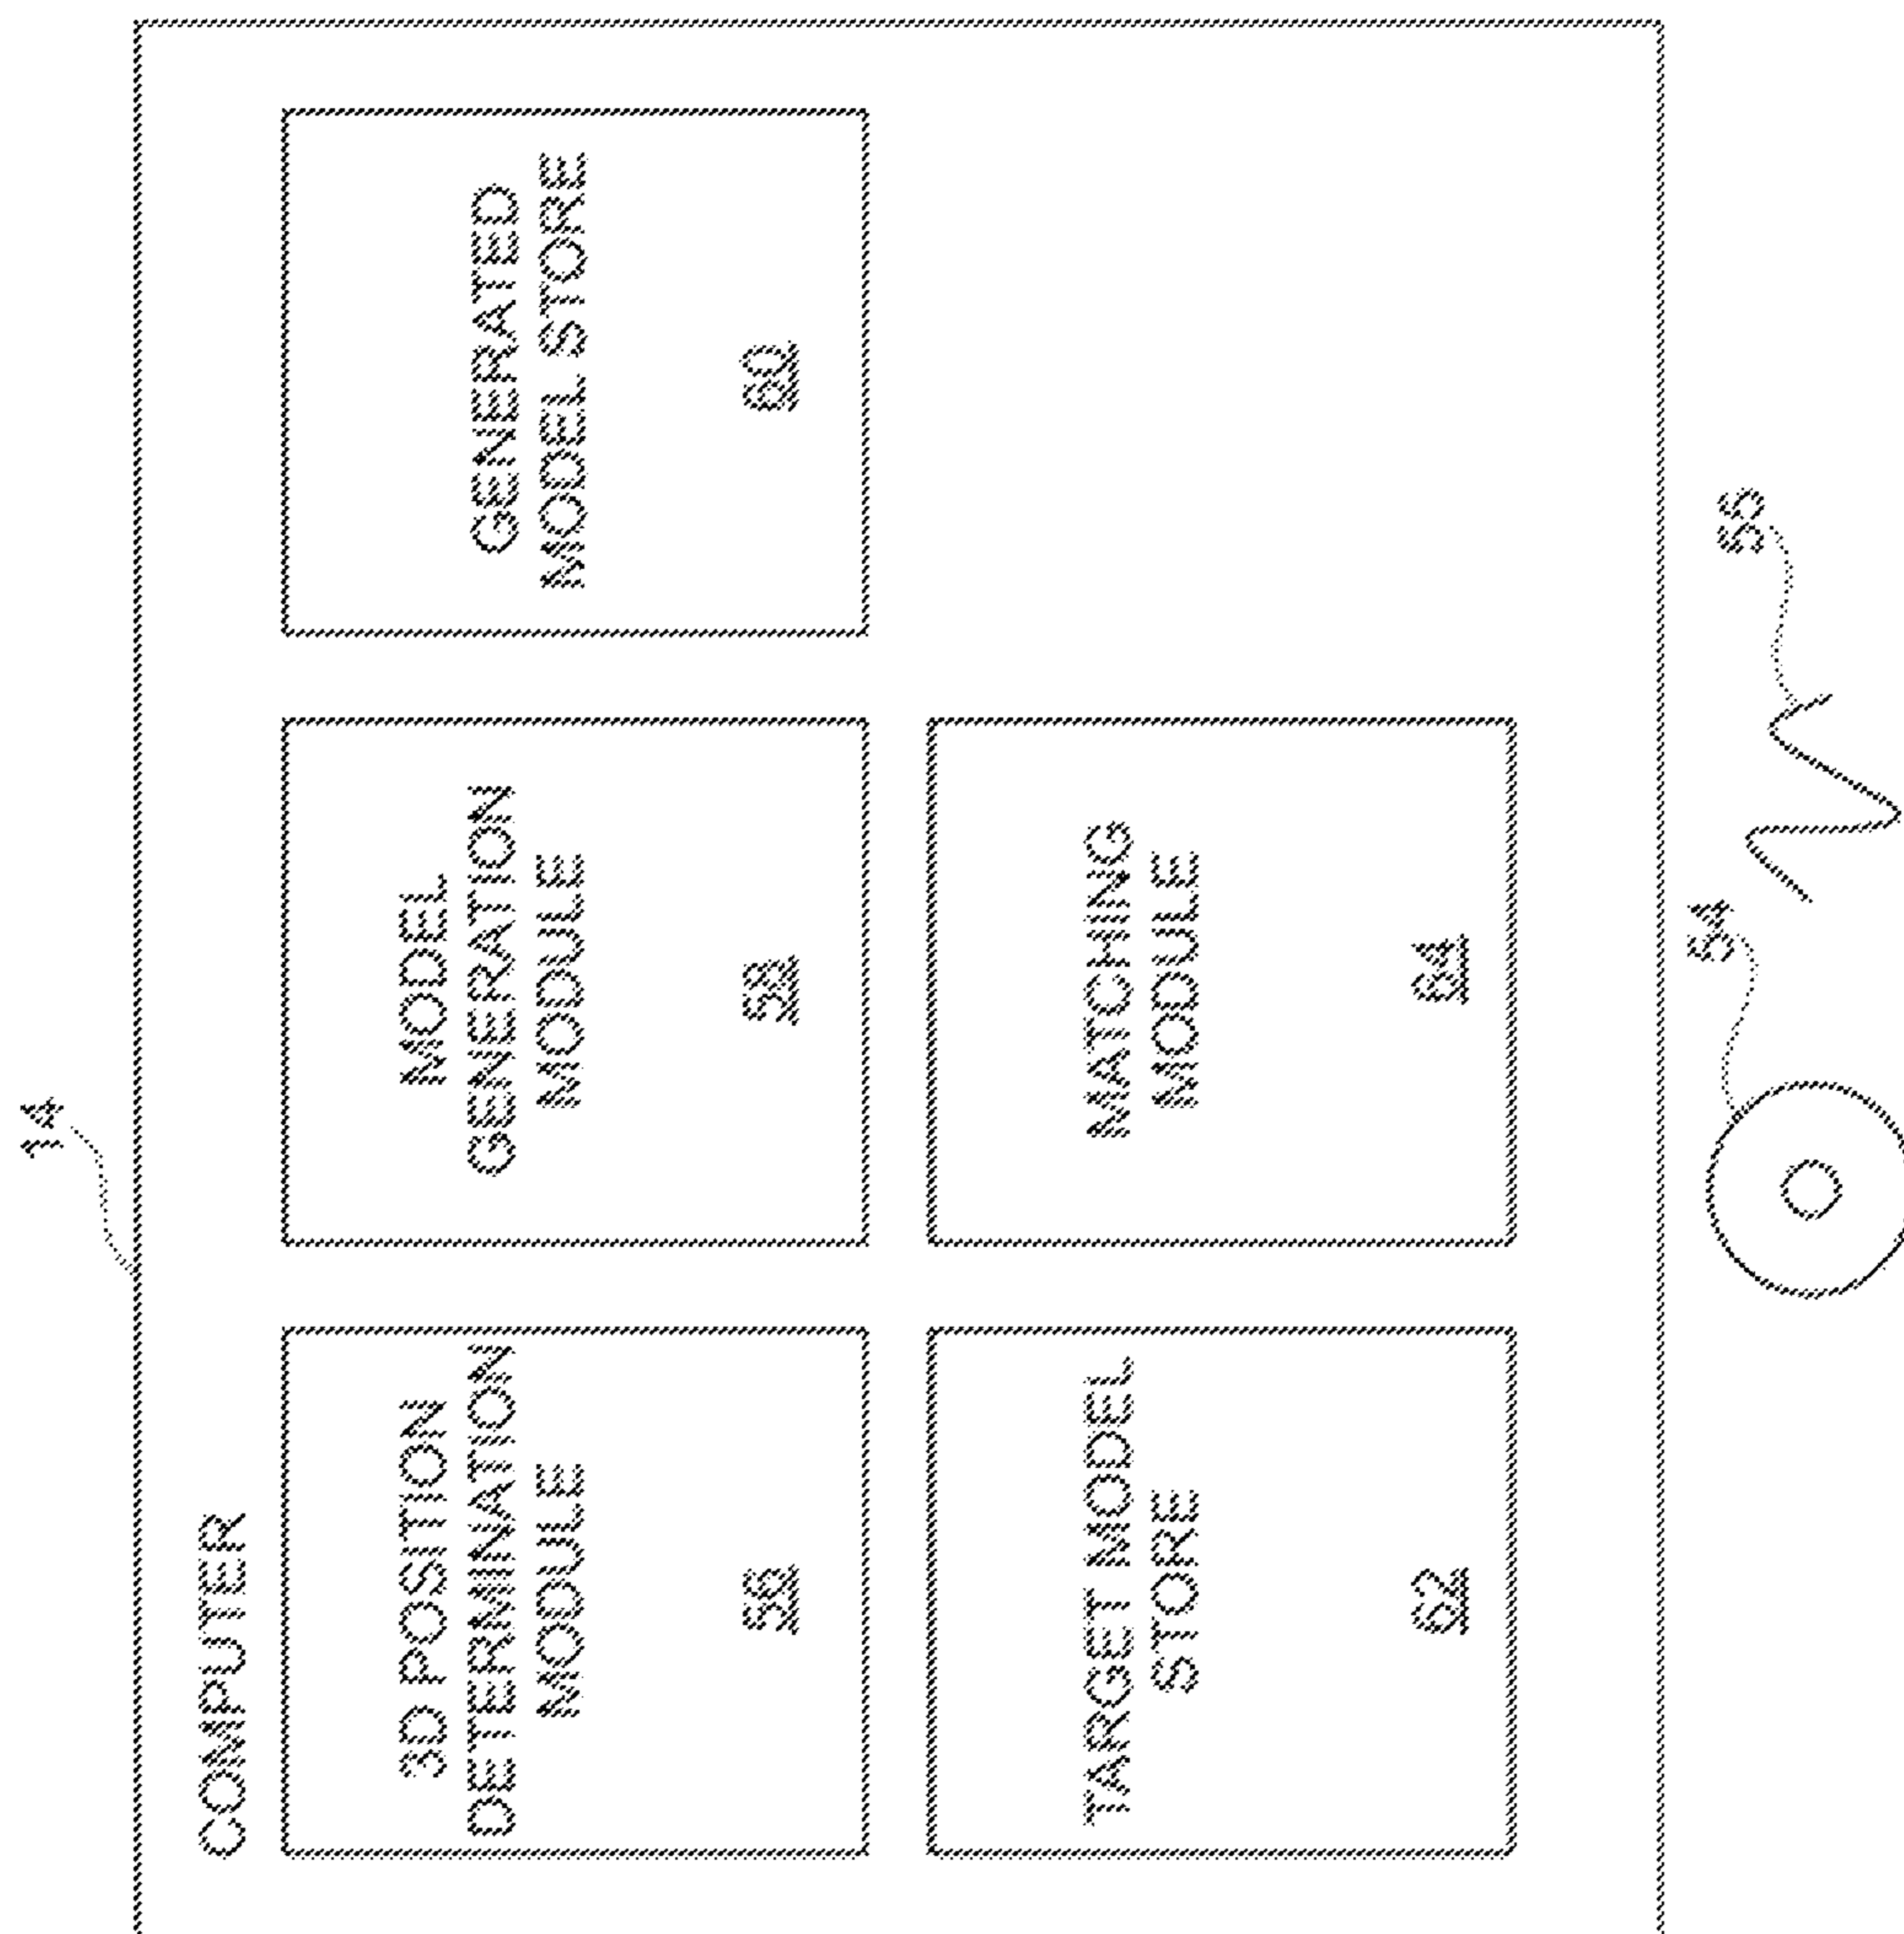 14
COMPUTER
3D POSITION
DETERMINATION
MODULE
56
MODEL
GENERATION
MODULE
58
GENERATED
MODEL STORE
60
TARGET MODEL
STORE
62
MATCHING
MODULE
64
54
55